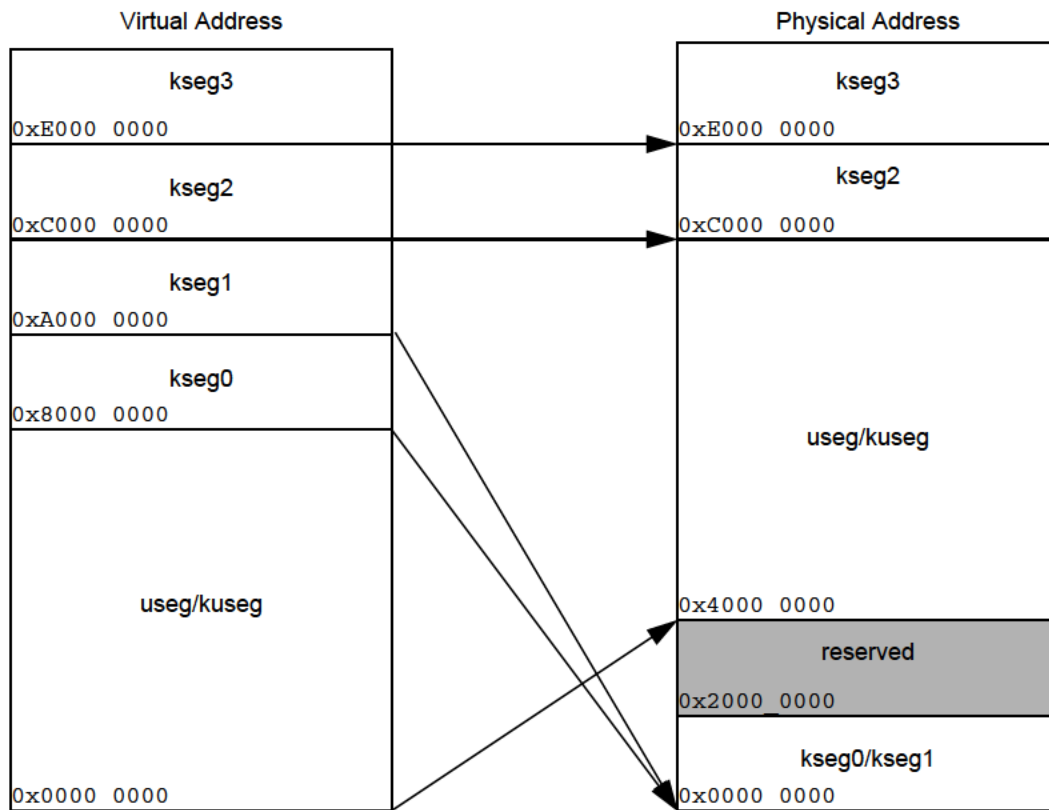 Virtual Address
kseg3
0xE000 0000
kseg2
0xC000 0000
kseg1
0xA000 0000
kseg0
0x8000 0000
useg/kuseg
0x0000 0000
Physical Address
kseg3
0xE000 0000
kseg2
0xC000 0000
useg/kuseg
0x4000 0000
reserved
0x2000_0000
kseg0/kseg1
0x0000 0000